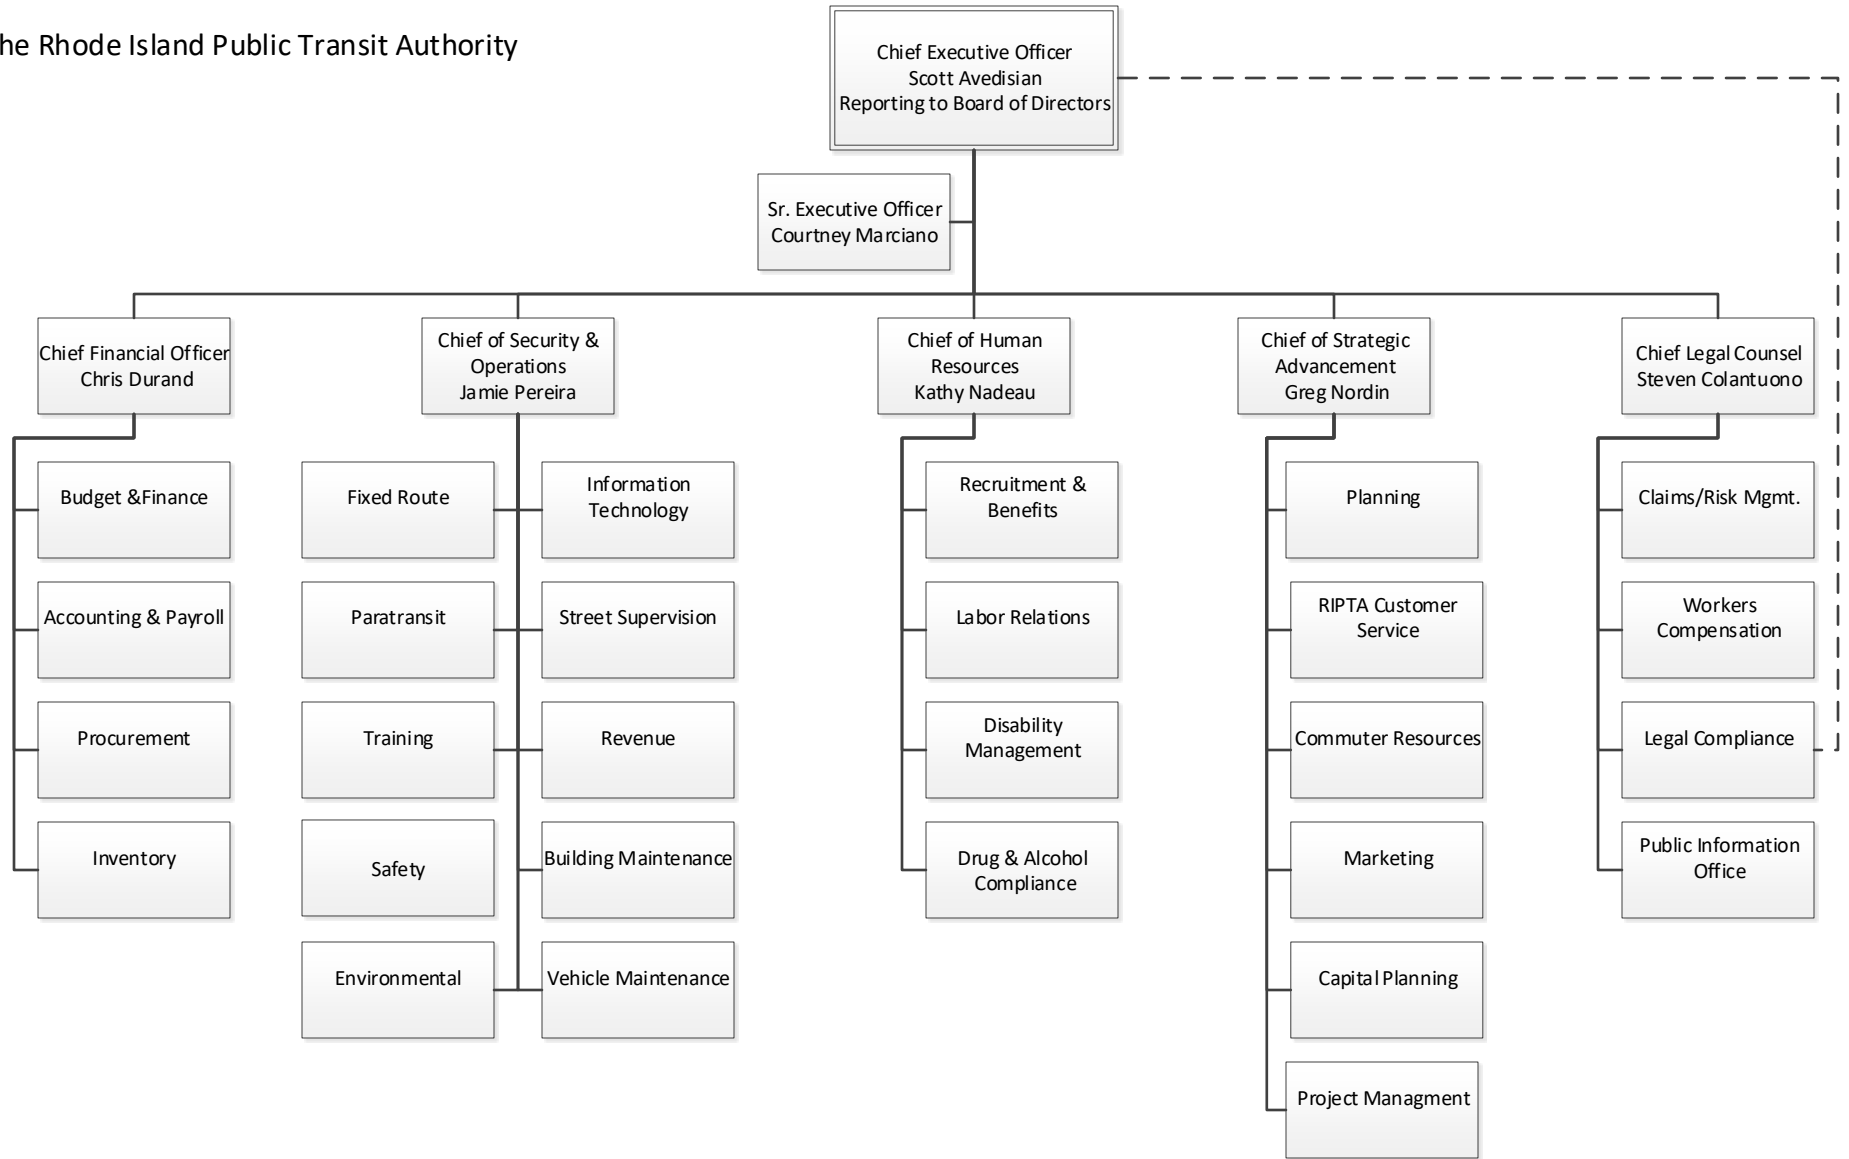 he Rhode Island Public Transit Authority
Chief Executive Officer
Scott Avedisian
Reporting to Board of Directors
Sr. Executive Officer
Courtney Marciano
Chief Financial Officer
Chris Durand
Chief of Security &
Operations
Jamie Pereira
Chief of Human
Resources
Kathy Nadeau
Chief of Strategic
Advancement
Greg Nordin
Chief Legal Counsel
Steven Colantuono
Budget &Finance
Accounting & Payroll
Procurement
Inventory
Fixed Route
Paratransit
Training
Safety
Environmental
Information
Technology
Street Supervision
Revenue
Building Maintenance
Vehicle Maintenance
Recruitment &
Benefits
Labor Relations
Disability
Management
Drug & Alcohol
Compliance
Planning
RIPTA Customer
Service
Commuter Resources
Marketing
Capital Planning
Project Managment
Claims/Risk Mgmt.
Workers
Compensation
Legal Compliance
Public Information
Office